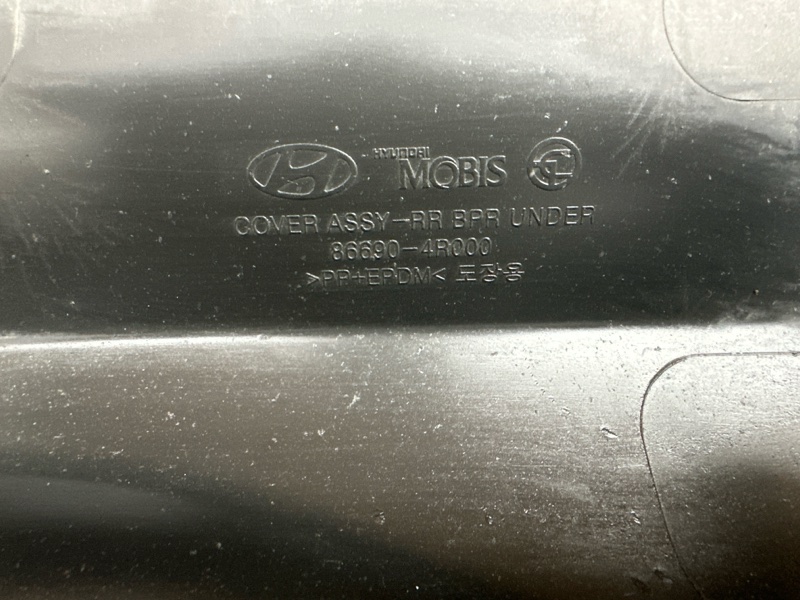 HYUNDAI
MOBIS
COVER ASSY-RR BPR UNDER
86690-4R000
>PP+EPDM< 도장용